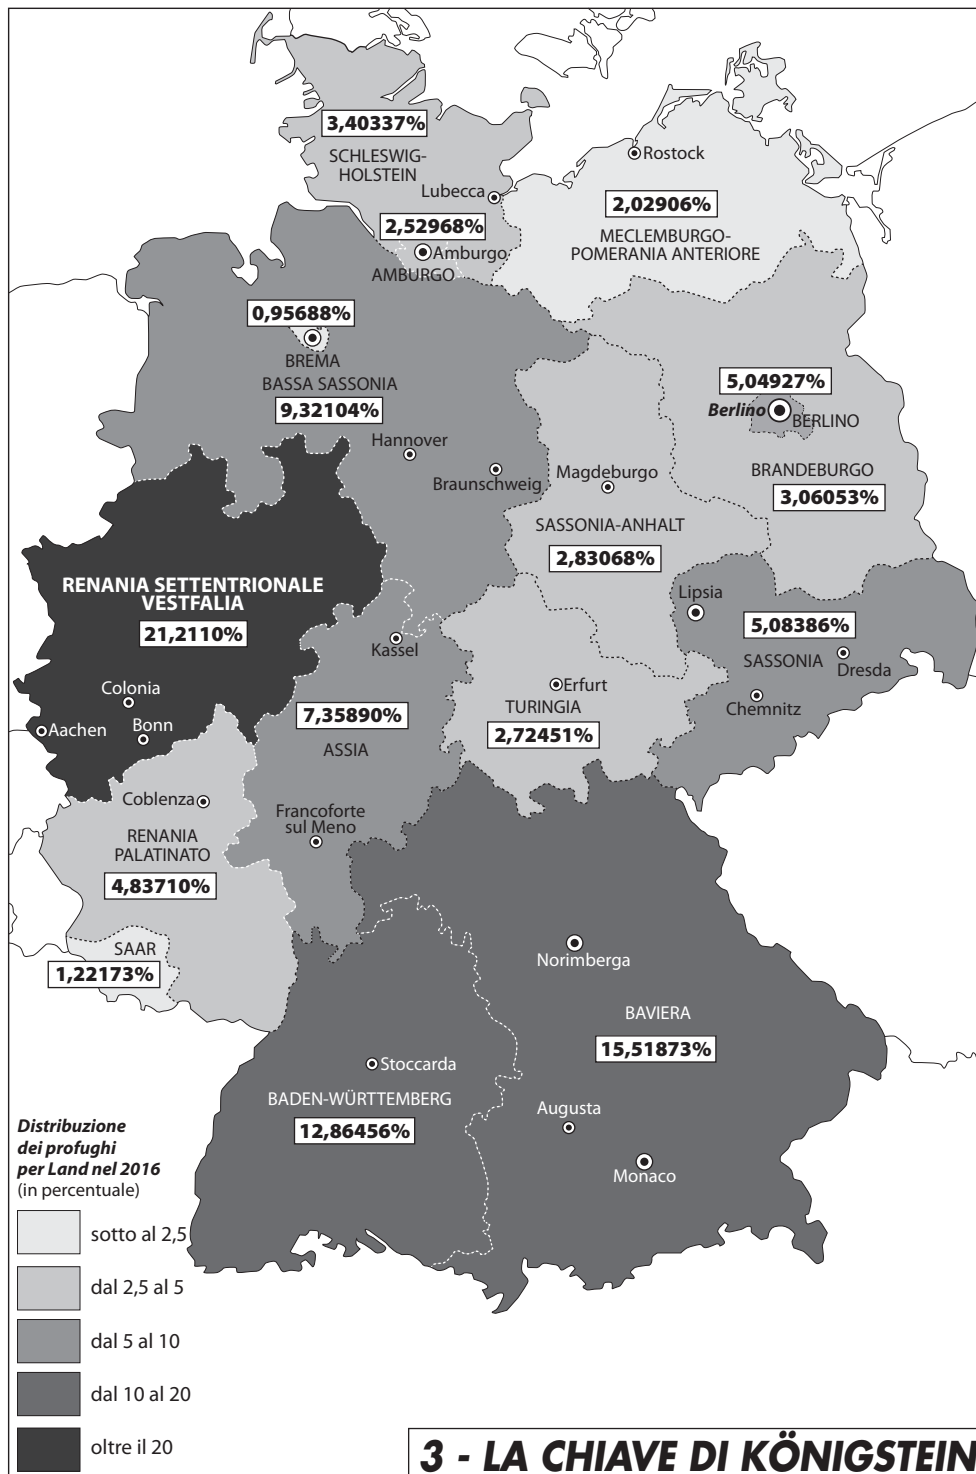 3,40337%
SCHLESWIG-
HOLSTEIN
Lubecca
Rostock
2,02906%
MECLEMBURGO-
POMERANIA ANTERIORE
2,52968%
Amburgo
AMBURGO
0,95688%
BREMA
BASSA SASSONIA
9,32104%
Hannover
Braunschweig
5,04927%
Berlino
BERLINO
BRANDEBURGO
3,06053%
Magdeburgo
SASSONIA-ANHALT
2,83068%
RENANIA SETTENTRIONALE
VESTFALIA
21,2110%
Colonia
Aachen
Bonn
Kassel
7,35890%
ASSIA
Francoforte
sul Meno
Lipsia
5,08386%
SASSONIA
Dresda
Chemnitz
Erfurt
TURINGIA
2,72451%
Coblenza
RENANIA
PALATINATO
4,83710%
SAAR
1,22173%
Norimberga
BAVIERA
15,51873%
Augusta
Monaco
Stoccarda
BADEN-WÜRTTEMBERG
12,86456%
Distribuzione
dei profughi
per Land nel 2016
(in percentuale)
sotto al 2,5
dal 2,5 al 5
dal 5 al 10
dal 10 al 20
oltre il 20
3 - LA CHIAVE DI KÖNIGSTEIN